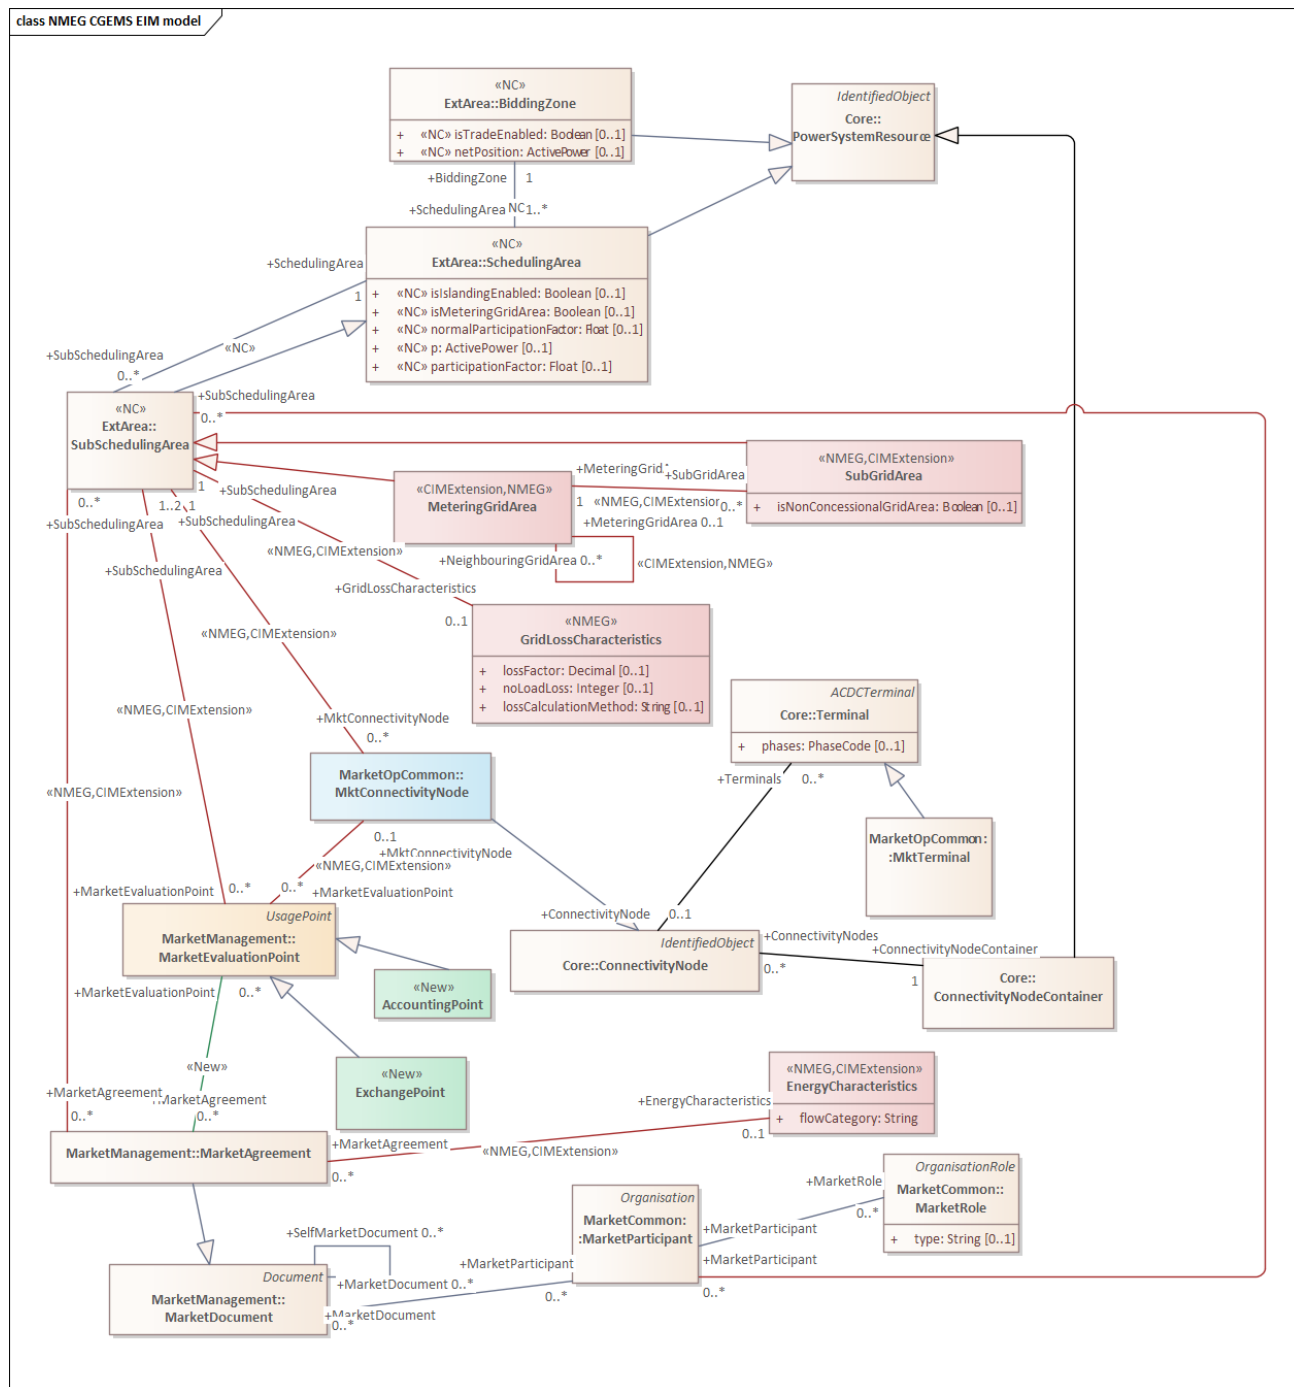 class NMEG CGEMS EIM model
«NC»
ExtArea::BiddingZone
+ «NC» isTradeEnabled: Boolean [0..1]
+ «NC» netPosition: ActivePower [0..1]
IdentifiedObject
Core::
PowerSystemResource
+BiddingZone 1
+SchedulingArea NC 1..*
«NC»
ExtArea::SchedulingArea
+ «NC» isIslandingEnabled: Boolean [0..1]
+ «NC» isMeteringGridArea: Boolean [0..1]
+ «NC» normalParticipationFactor: Float [0..1]
+ «NC» p: ActivePower [0..1]
+ «NC» participationFactor: Float [0..1]
+SchedulingArea
1
«NC»
+SubSchedulingArea
0..*
«NC»
ExtArea::
SubSchedulingArea
+SubSchedulingArea
0..*
«NMEG,CIMExtension»
SubGridArea
+ isNonConcessionalGridArea: Boolean [0..1]
+MeteringGrid
+SubGridArea
1 «NMEG,CIMExtension 0..*
«CIMExtension,NMEG»
MeteringGridArea
+MeteringGridArea 0..1
+NeighbouringGridArea 0..*
«CIMExtension,NMEG»
1
+SubSchedulingArea
0..*
+SubSchedulingArea
1..2 1
+SubSchedulingArea
+SubSchedulingArea
«NMEG,CIMExtension»
+GridLossCharacteristics
0..1
«NMEG»
GridLossCharacteristics
+ lossFactor: Decimal [0..1]
+ noLoadLoss: Integer [0..1]
+ lossCalculationMethod: String [0..1]
«NMEG,CIMExtension»
«NMEG,CIMExtension»
«NMEG,CIMExtension»
+MktConnectivityNode
0..*
MarketOpCommon::
MktConnectivityNode
ACDCTerminal
Core::Terminal
+ phases: PhaseCode [0..1]
+Terminals 0..*
MarketOpCommon:
:MktTerminal
0..1
+MktConnectivityNode
«NMEG,CIMExtension»
0..* +MarketEvaluationPoint
+MarketEvaluationPoint 0..*
UsagePoint
MarketManagement::
MarketEvaluationPoint
+ConnectivityNode 0..1
IdentifiedObject
Core::ConnectivityNode
+ConnectivityNodes
0..*
+ConnectivityNodeContainer
1
Core::
ConnectivityNodeContainer
«New»
AccountingPoint
+MarketEvaluationPoint 0..*
«New»
«New»
ExchangePoint
+MarketAgreement
0..*
+MarketAgreement
0..*
MarketManagement::MarketAgreement
+MarketAgreement
0..*
«NMEG,CIMExtension»
+EnergyCharacteristics
0..1
«NMEG,CIMExtension»
EnergyCharacteristics
+ flowCategory: String
OrganisationRole
MarketCommon::
MarketRole
+ type: String [0..1]
+MarketRole
0..*
+MarketParticipant
Organisation
MarketCommon:
:MarketParticipant
+MarketParticipant
0..*
+SelfMarketDocument 0..*
+MarketDocument 0..*
+MarketParticipant
0..*
Document
MarketManagement::
MarketDocument
+MarketDocument
0..*